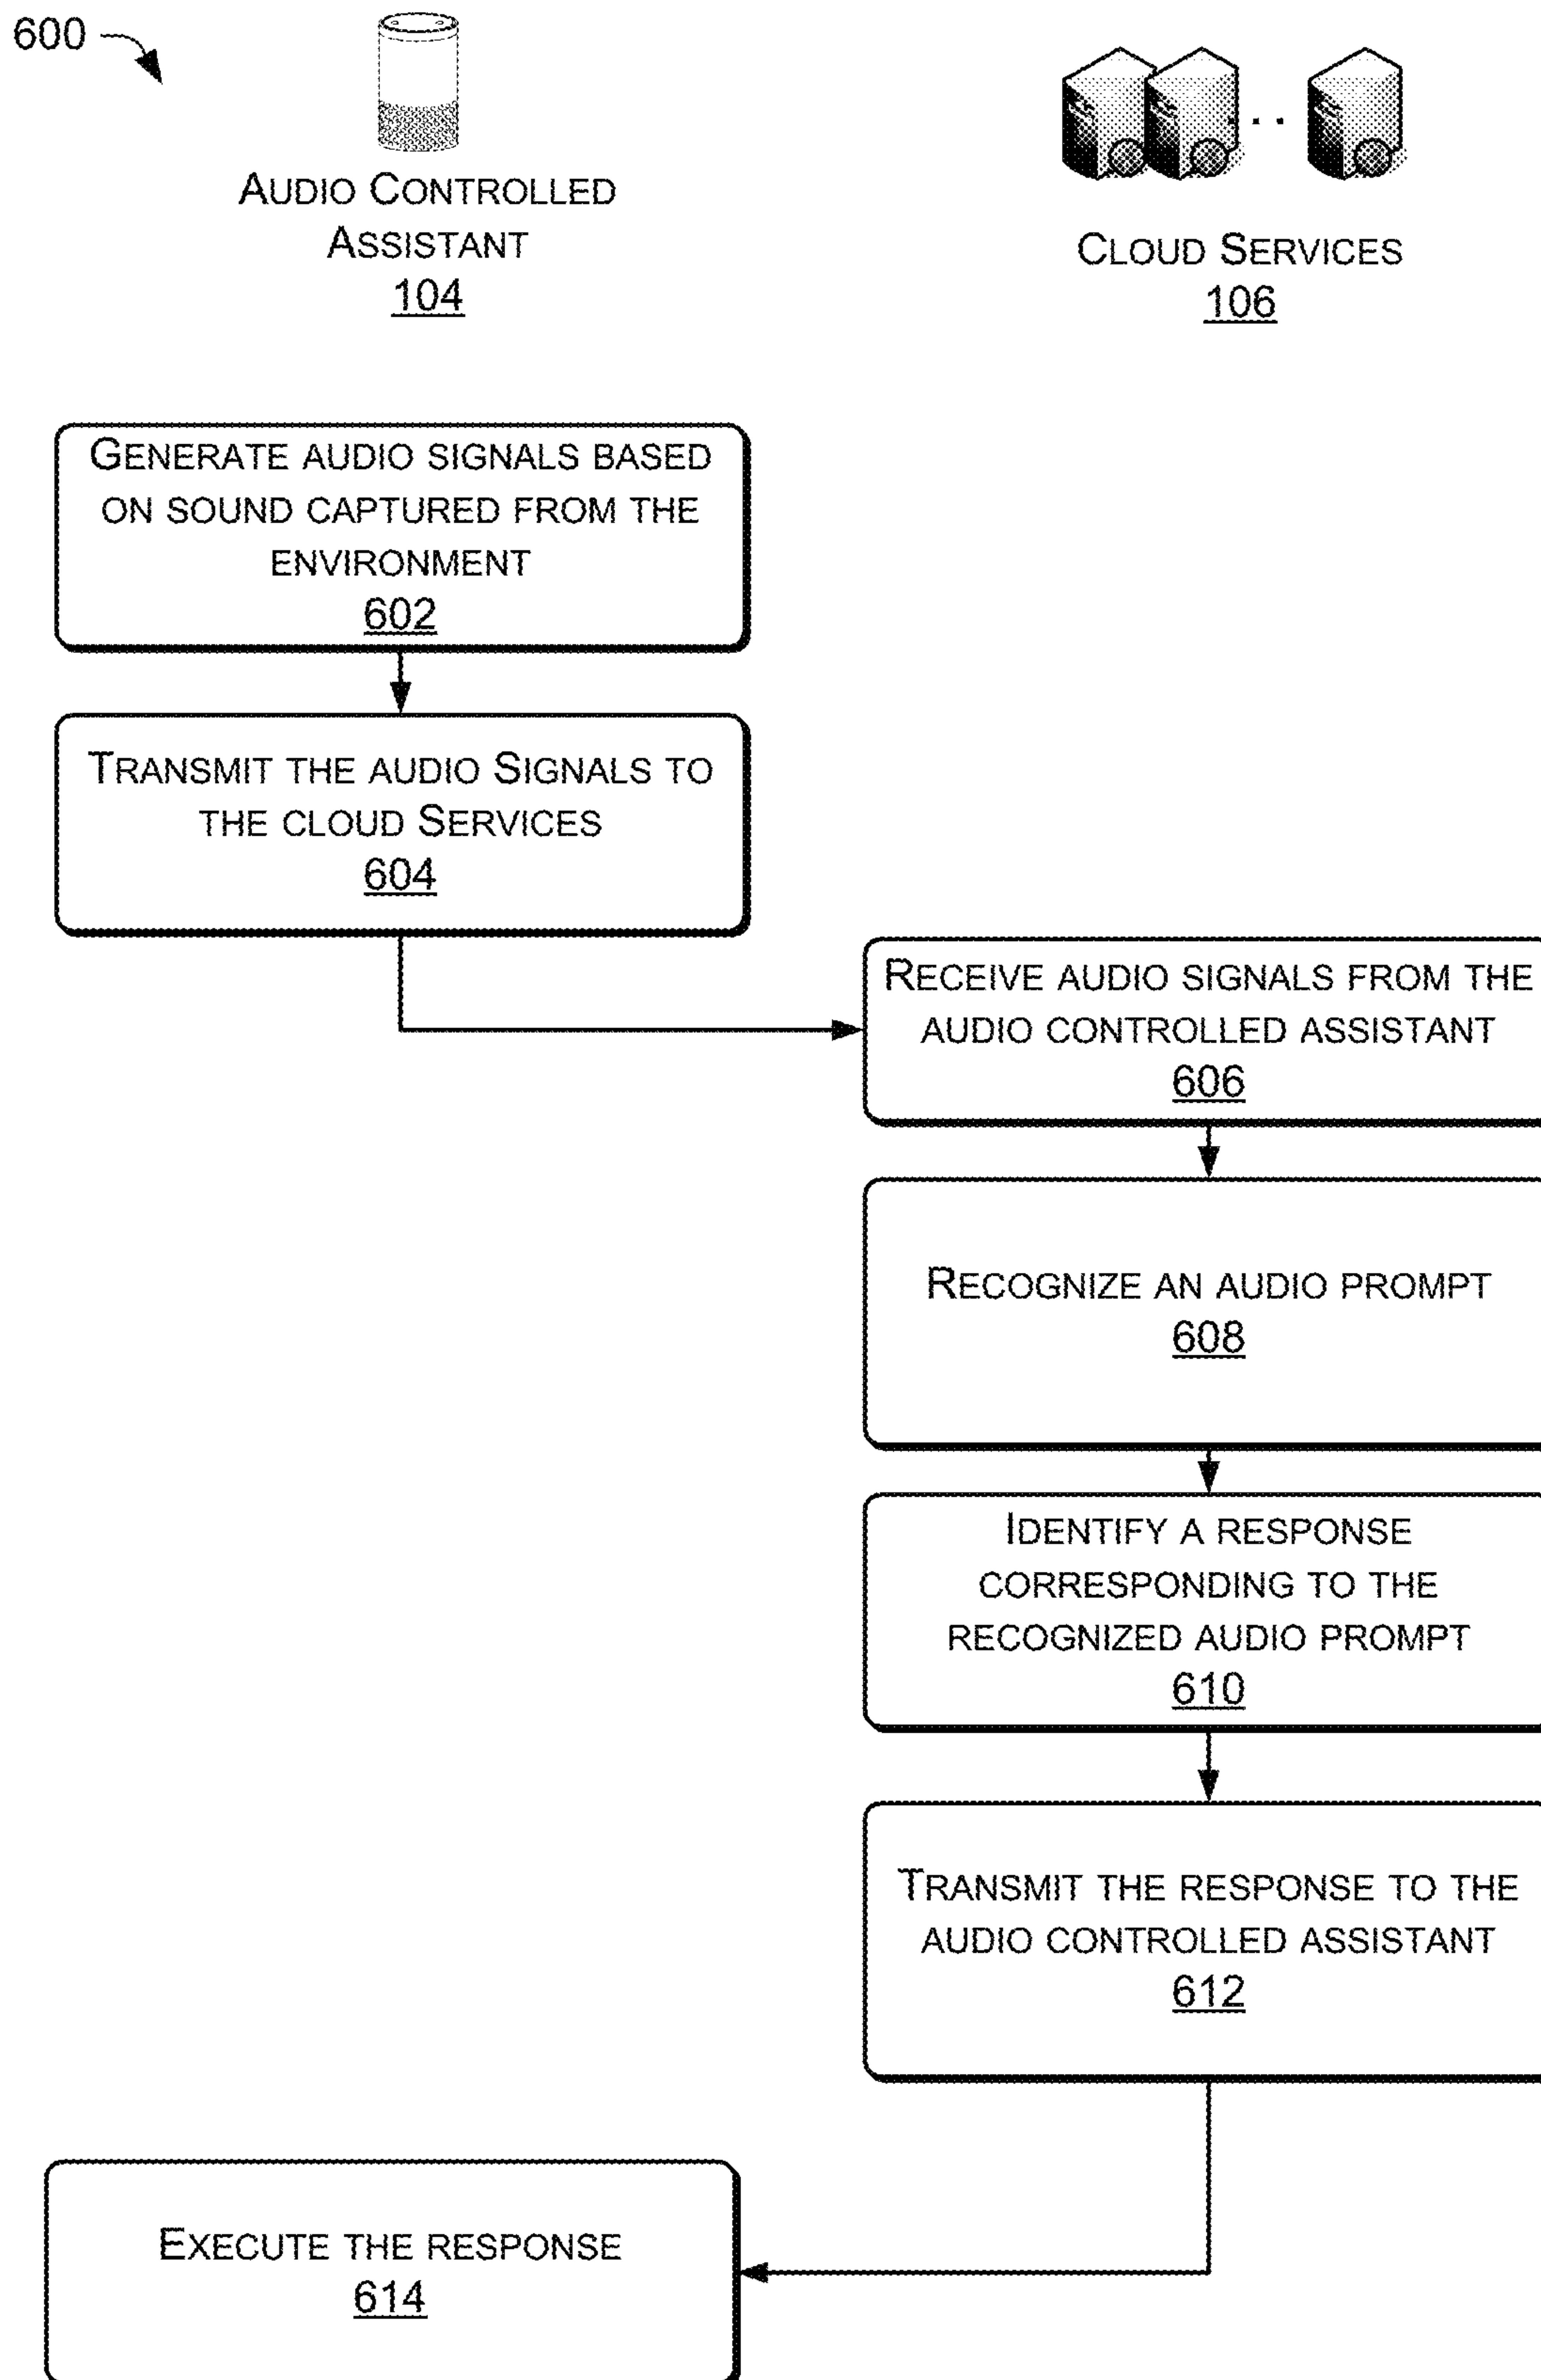 600
AUDIO CONTROLLED
ASSISTANT
104
CLOUD SERVICES
106
GENERATE AUDIO SIGNALS BASED
ON SOUND CAPTURED FROM THE
ENVIRONMENT
602
TRANSMIT THE AUDIO SIGNALS TO
THE CLOUD SERVICES
604
RECEIVE AUDIO SIGNALS FROM THE
AUDIO CONTROLLED ASSISTANT
606
RECOGNIZE AN AUDIO PROMPT
608
IDENTIFY A RESPONSE
CORRESPONDING TO THE
RECOGNIZED AUDIO PROMPT
610
TRANSMIT THE RESPONSE TO THE
AUDIO CONTROLLED ASSISTANT
612
EXECUTE THE RESPONSE
614